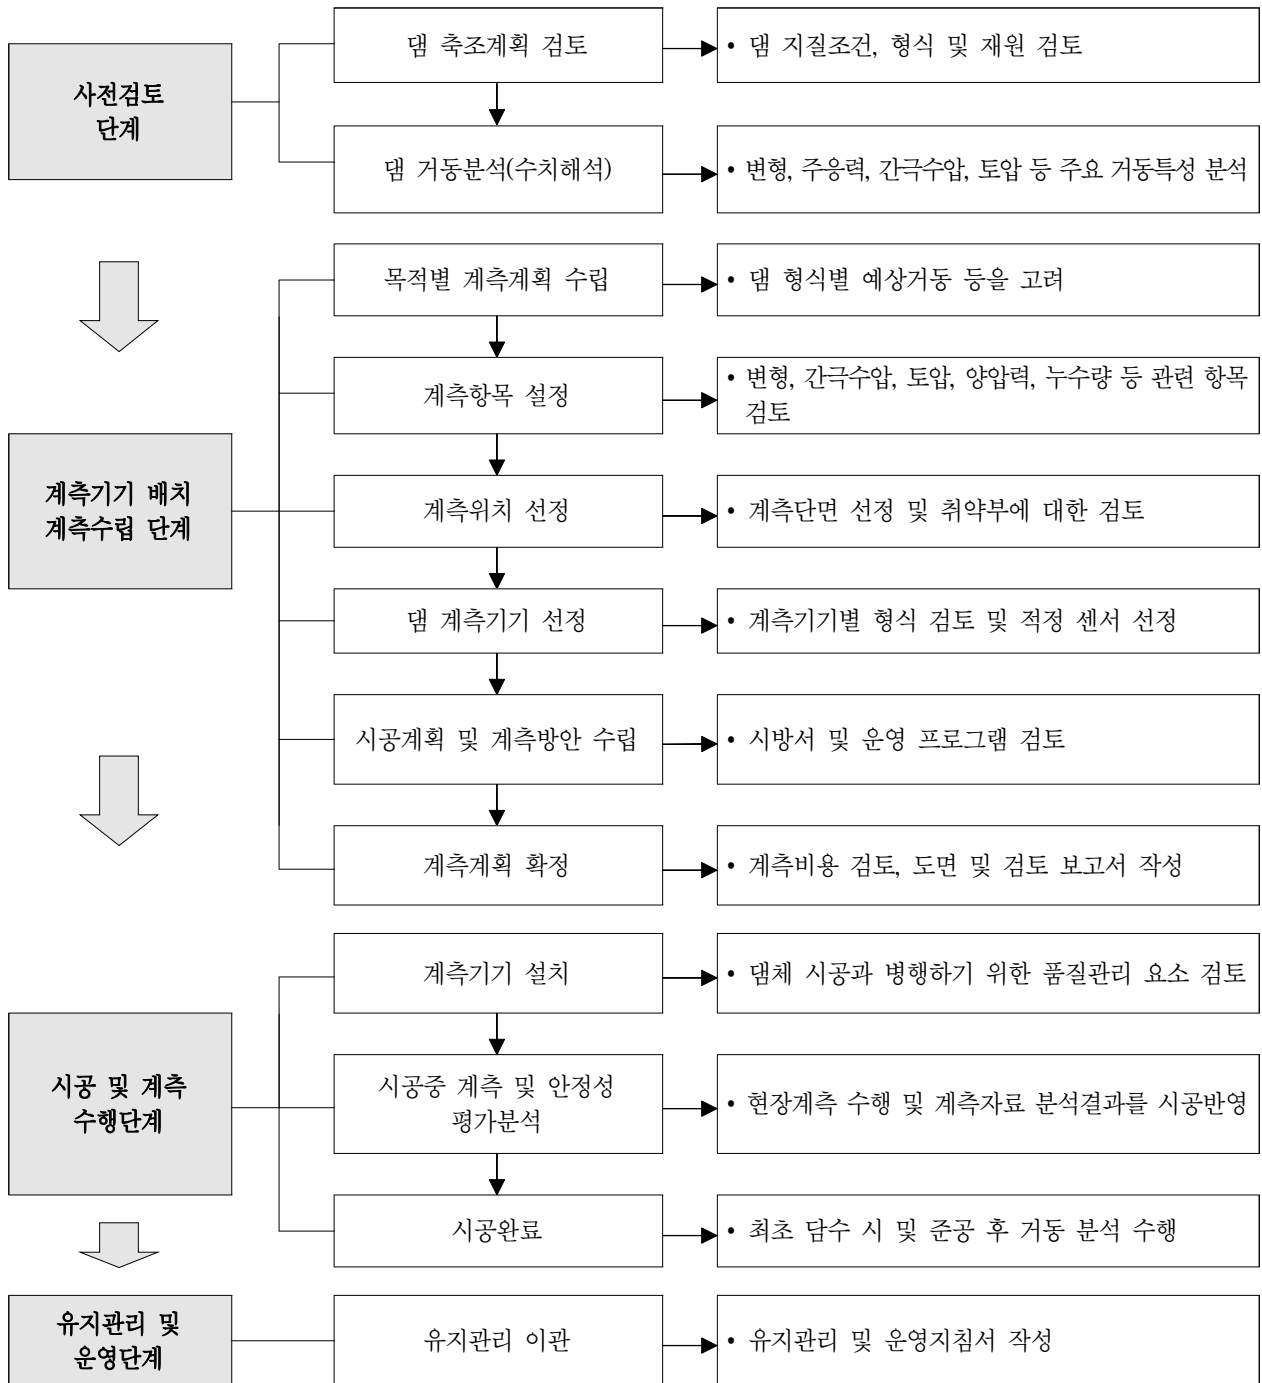 사전검토
단계
댐 축조계획 검토
• 댐 지질조건, 형식 및 재원 검토
댐 거동분석(수치해석)
• 변형, 주응력, 간극수압, 토압 등 주요 거동특성 분석
계측기기 배치
계측수립 단계
목적별 계측계획 수립
• 댐 형식별 예상거동 등을 고려
계측항목 설정
• 변형, 간극수압, 토압, 양압력, 누수량 등 관련 항목
검토
계측위치 선정
• 계측단면 선정 및 취약부에 대한 검토
댐 계측기기 선정
• 계측기기별 형식 검토 및 적정 센서 선정
시공계획 및 계측방안 수립
• 시방서 및 운영 프로그램 검토
계측계획 확정
• 계측비용 검토, 도면 및 검토 보고서 작성
시공 및 계측
수행단계
계측기기 설치
• 댐체 시공과 병행하기 위한 품질관리 요소 검토
시공중 계측 및 안정성
평가분석
• 현장계측 수행 및 계측자료 분석결과를 시공반영
시공완료
• 최초 담수 시 및 준공 후 거동 분석 수행
유지관리 및
운영단계
유지관리 이관
• 유지관리 및 운영지침서 작성